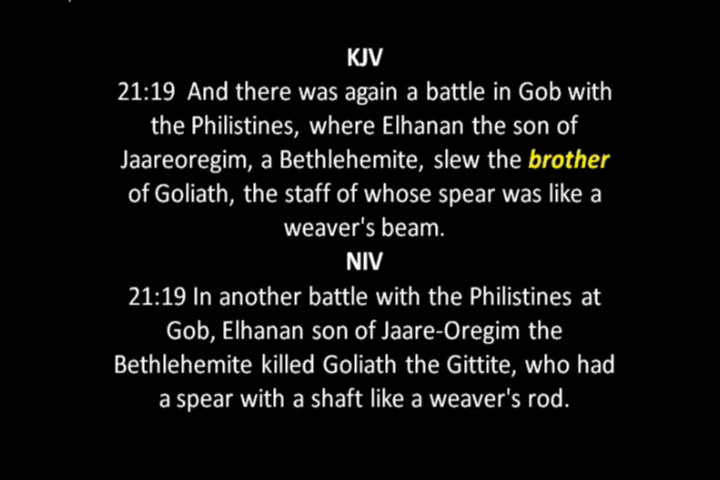 KJV
21:19 And there was again a battle in Gob with
the Philistines, where Elhanan the son of
Jaareoregim, a Bethlehemite, slew the brother
of Goliath, the staff of whose spear was like a
weaver's beam.
NIV
21:19 In another battle with the Philistines at
Gob, Elhanan son of Jaare-Oregim the
Bethlehemite killed Goliath the Gittite, who had
a spear with a shaft like a weaver's rod.